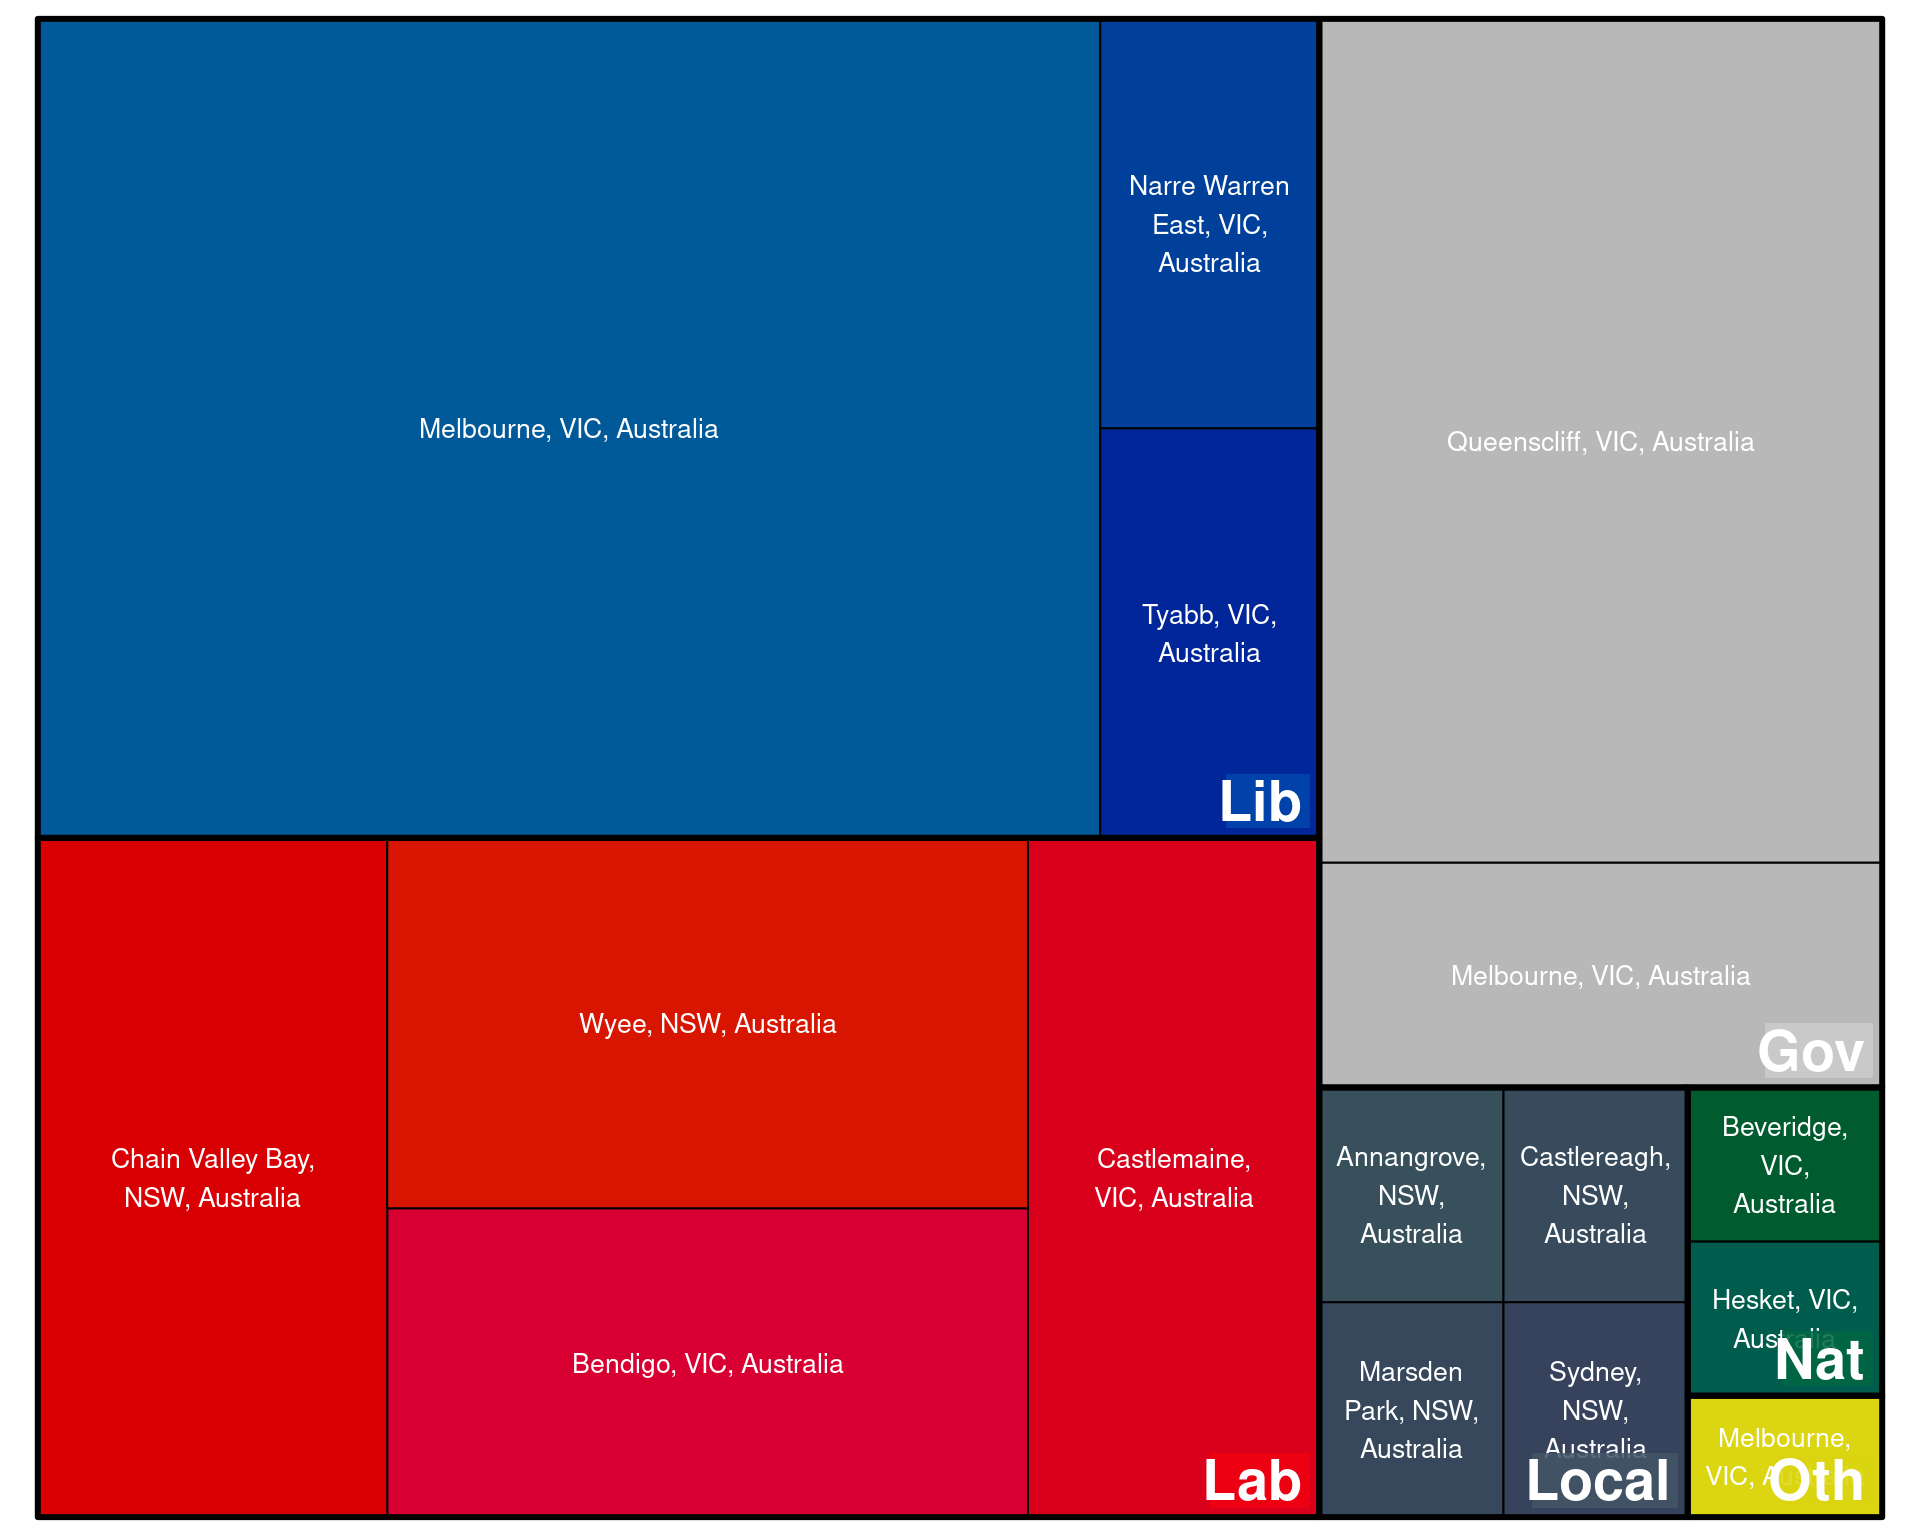 Melbourne, VIC, Australia
Narre Warren
East, VIC,
Australia
Tyabb, VIC,
Australia
Lib
Queenscliff, VIC, Australia
Melbourne, VIC, Australia
Gov
Chain Valley Bay,
NSW, Australia
Wyee, NSW, Australia
Bendigo, VIC, Australia
Castlemaine,
VIC, Australia
Lab
Annangrove,
NSW,
Australia
Castlereagh,
NSW,
Australia
Marsden
Park, NSW,
Australia
Sydney,
NSW,
Australia
Local
Beveridge,
VIC,
Australia
Hesket, VIC,
Australia
Nat
Melbourne,
VIC,
Oth